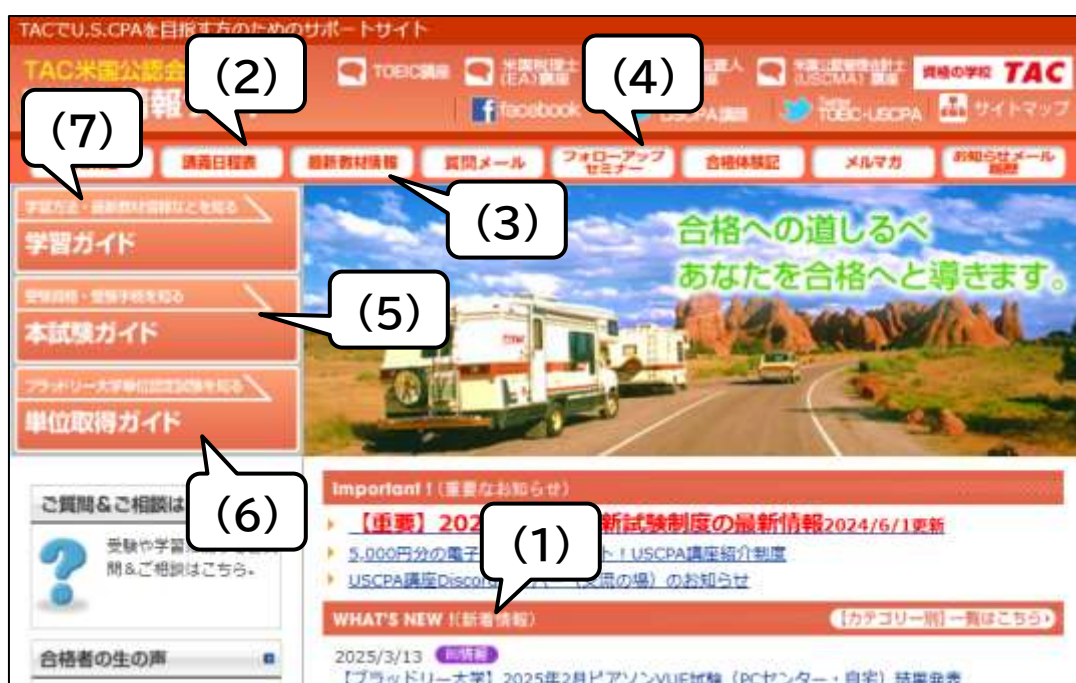 TACでU.S.CPAを目指す方のためのサポートサイト
TAC米国公認会
(2)
TOEIC講座
米国税理士(EA)講座
(4)
(USCMA) 講座
資格の学校 TAC
(7)
報
facebook
USCPA講座
Twitter TOEIC-USCPA
サイトマップ
講義日程表
最新教材情報
質問メール
フォローアップセミナー
合格体験記
メルマガ
お知らせメール履歴
(3)
学習方法・最新教材情報などを知る
学習ガイド
合格への道しるべ
あなたを合格へと導きます。
受験資格・受験手続を知る
(5)
本試験ガイド
ブラッドリー大学単位認定試験を知る
単位取得ガイド
(6)
Important !(重要なお知らせ)
ご質問&ご相談は
【重要】202
新試験制度の最新情報2024/6/1更新
(1)
受験や学習
問&ご相談はこちら。
5,000円分の電子
ト!USCPA講座紹介制度
USCPA講座Discord
(交流の場)のお知らせ
WHAT'S NEW !(新着情報)
【カテゴリー別】一覧はこちら
合格者の生の声
2025/3/13
【ブラッドリー大学】2025年2月ピアソンVUE試験(PCセンター・自宅)結果発表